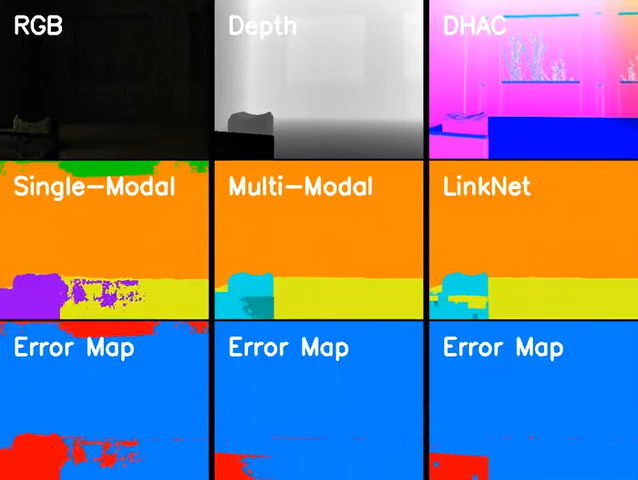 RGB
Depth
DHAC
Single-Modal
Multi-Modal
LinkNet
Error Map
Error Map
Error Map